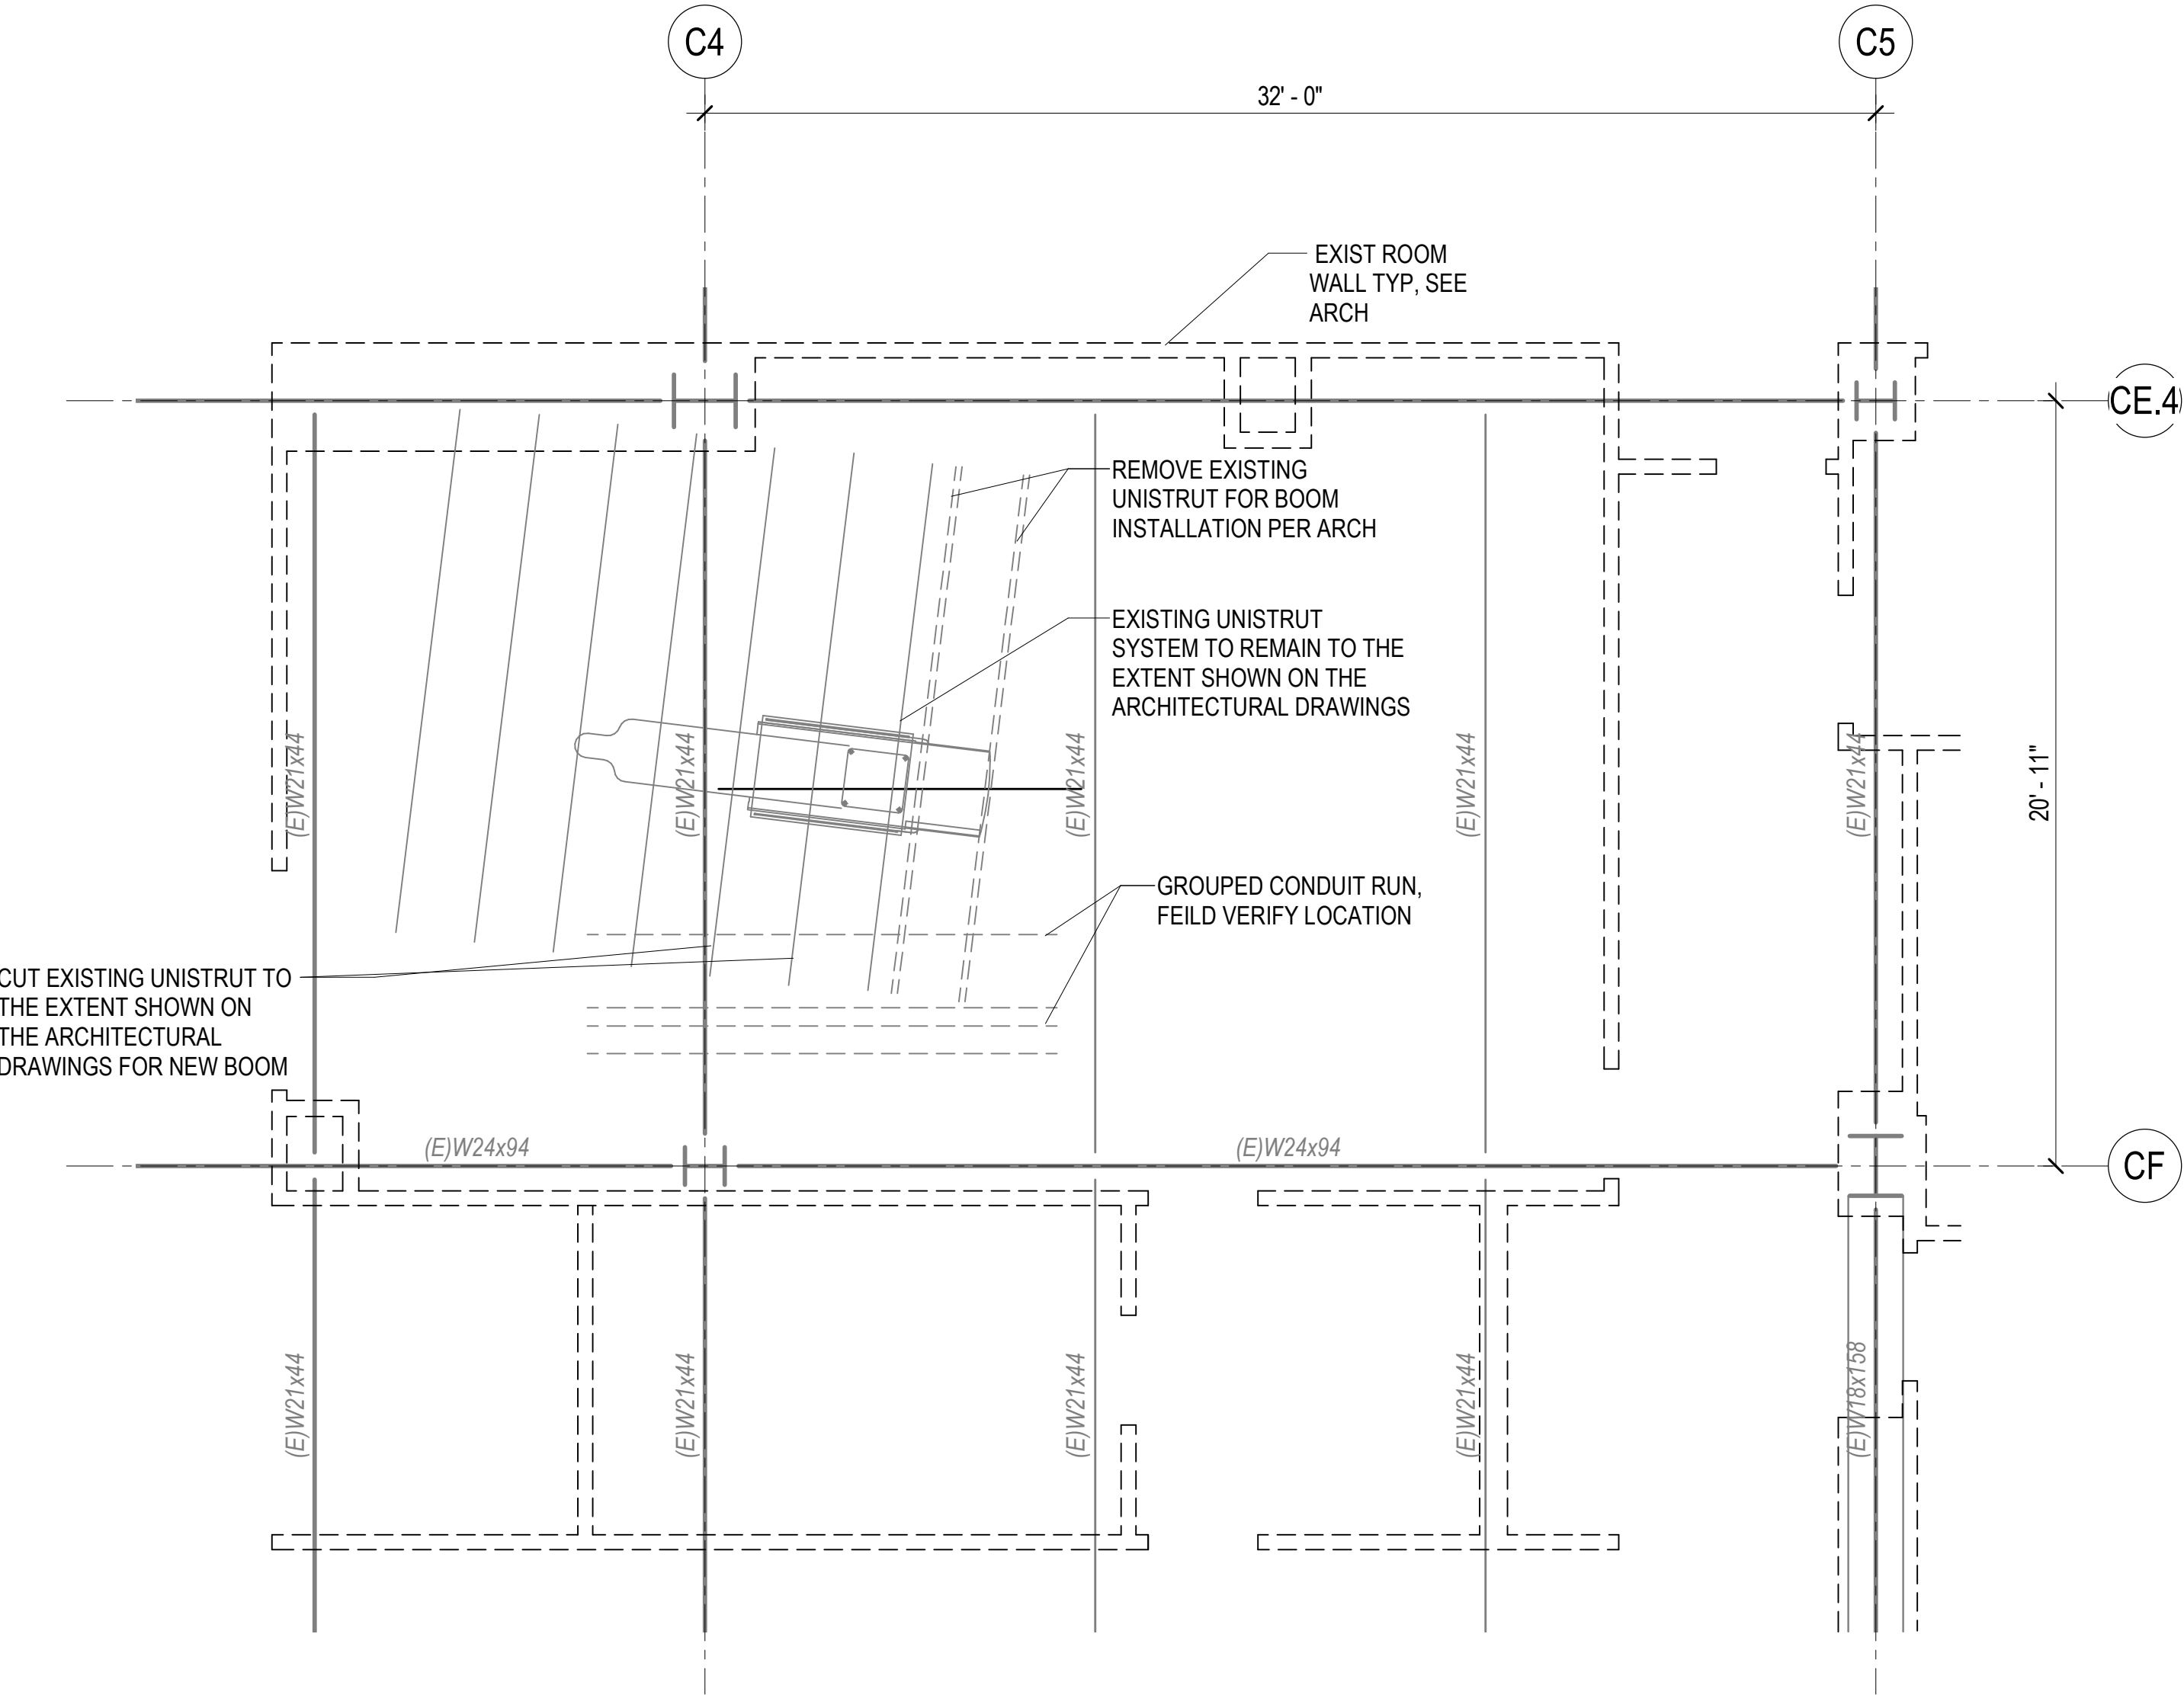 C4
C5
32' - 0"
EXIST ROOM
WALL TYP, SEE
ARCH
CE.4
REMOVE EXISTING
UNISTRUT FOR BOOM
INSTALLATION PER ARCH
EXISTING UNISTRUT
SYSTEM TO REMAIN TO THE
EXTENT SHOWN ON THE
ARCHITECTURAL DRAWINGS
(E)W21x44
(E)W21x44
(E)W21x44
(E)W21x44
(E)W21x44
20' - 11"
GROUPED CONDUIT RUN,
FEILD VERIFY LOCATION
CUT EXISTING UNISTRUT TO
THE EXTENT SHOWN ON
THE ARCHITECTURAL
DRAWINGS FOR NEW BOOM
(E)W24x94
(E)W24x94
CF
(E)W21x44
(E)W21x44
(E)W21x44
(E)W21x44
(E)W18x158